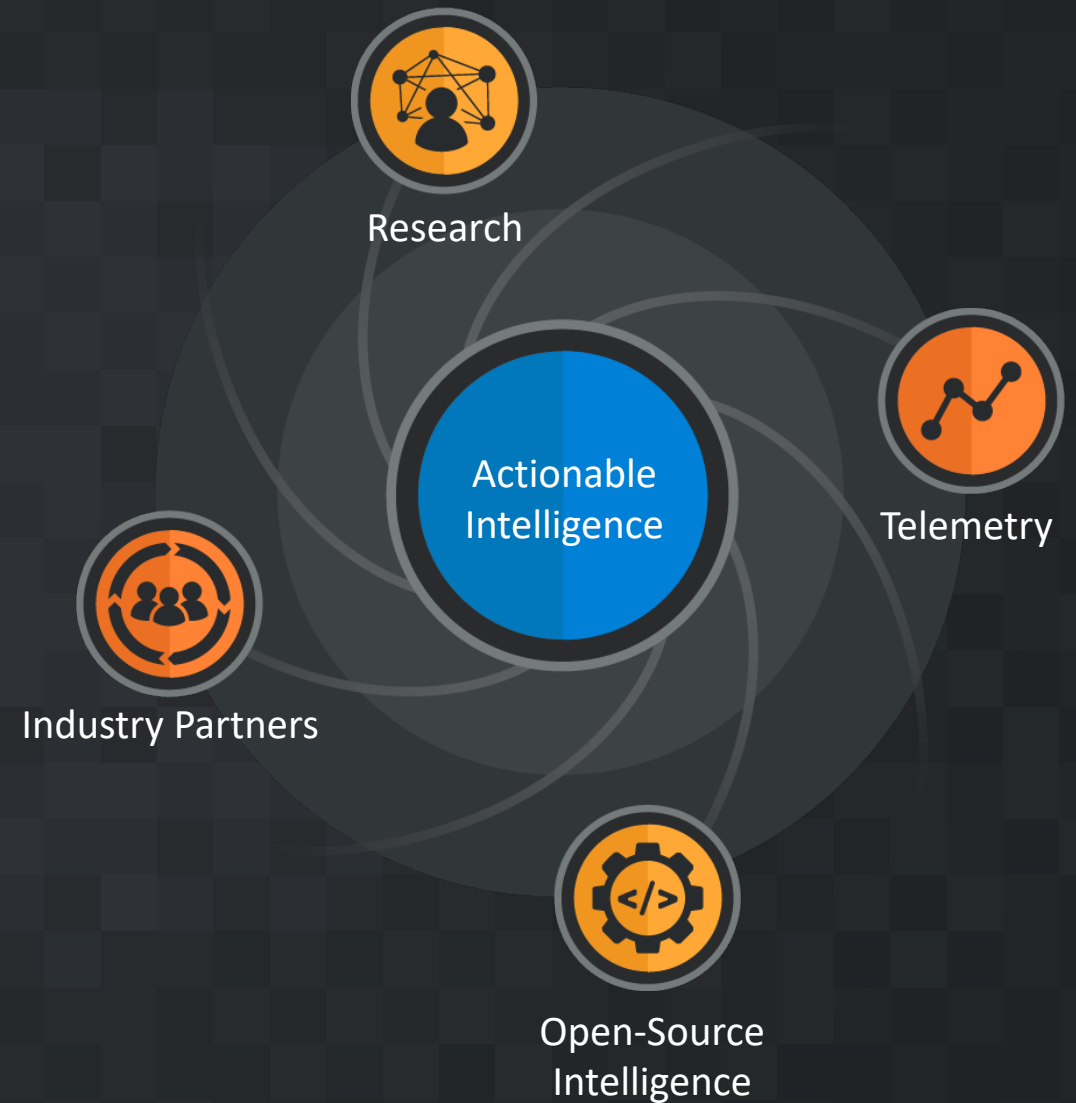 Research
Actionable
Intelligence
Telemetry
Industry Partners
</>
Open-Source
Intelligence